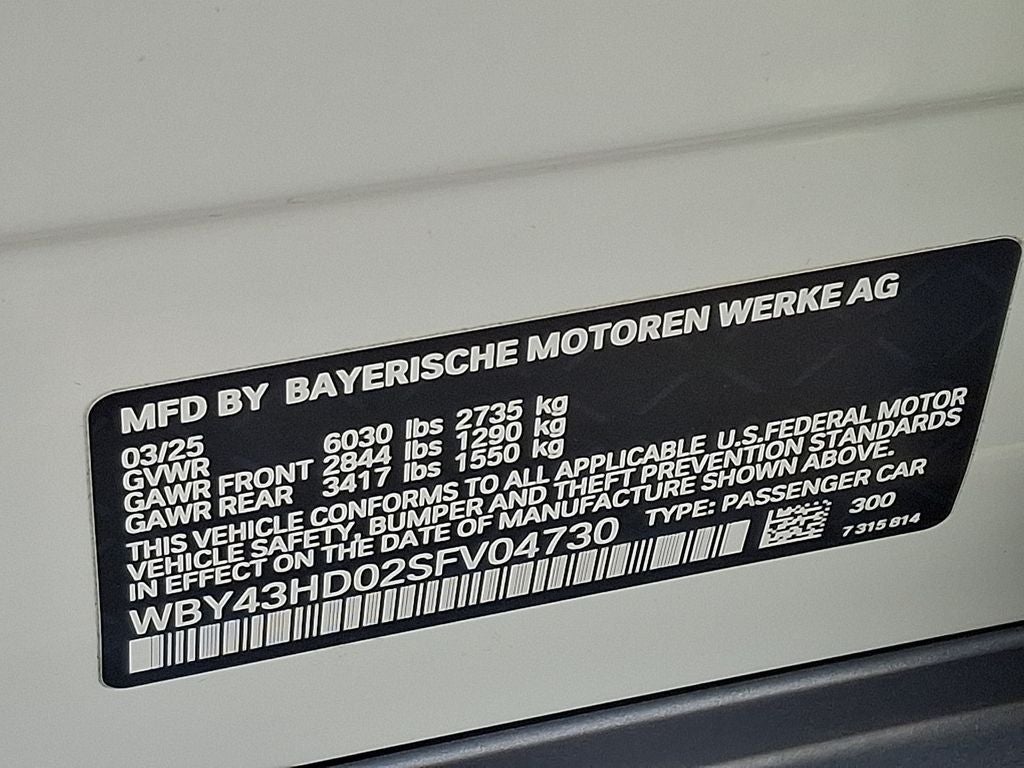 MFD BY BAYERISCHE MOTOREN WERKE AG
03/25
GVWR 6030 lbs 2735 kg
GAWR FRONT 2844 lbs 1290 kg
GAWR REAR 3417 lbs 1550 kg
THIS VEHICLE CONFORMS TO ALL APPLICABLE U.S.FEDERAL MOTOR
VEHICLE SAFETY, BUMPER AND THEFT PREVENTION STANDARDS
IN EFFECT ON THE DATE OF MANUFACTURE SHOWN ABOVE.
WBY43HD02SFV04730 TYPE: PASSENGER CAR
300
7 315 814